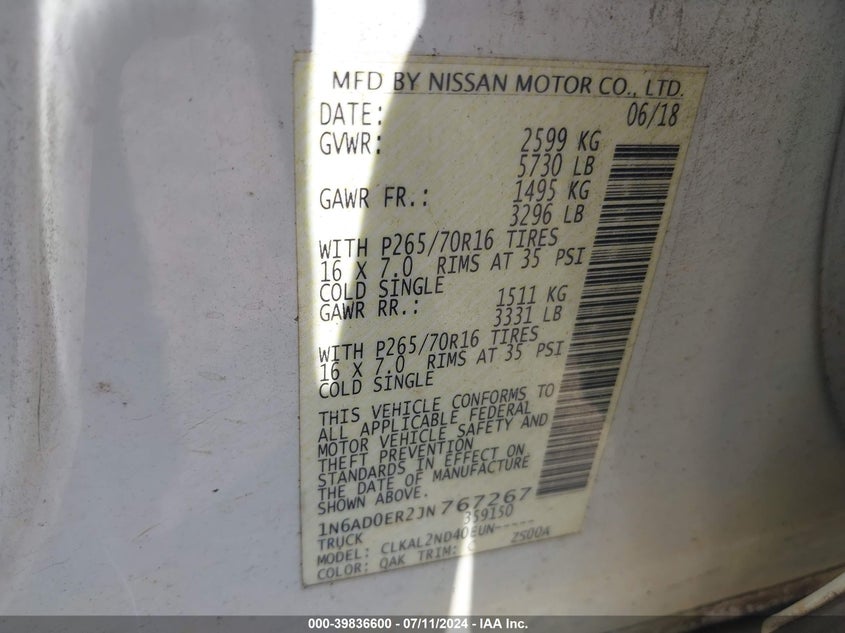 MFD BY NISSAN MOTOR CO., LTD.
DATE: 06/18
GVWR: 2599 KG
5730 LB
GAWR FR.: 1495 KG
3296 LB
WITH P265/70R16 TIRES
16 X 7.0 RIMS AT 35 PSI
COLD SINGLE
GAWR RR.: 1511 KG
3331 LB
WITH P265/70R16 TIRES
16 X 7.0 RIMS AT 35 PSI
COLD SINGLE
THIS VEHICLE CONFORMS TO
ALL APPLICABLE FEDERAL
MOTOR VEHICLE SAFETY AND
THEFT PREVENTION
STANDARDS IN EFFECT ON
THE DATE OF MANUFACTURE
SHOWN ABOVE.
1N6AD0ER2JN767267
TRUCK 359150
MODEL: CLKAL2ND40EUN-----
COLOR: QAK TRIM: G ZS00A
000-39836600 - 07/11/2024 - IAA Inc.